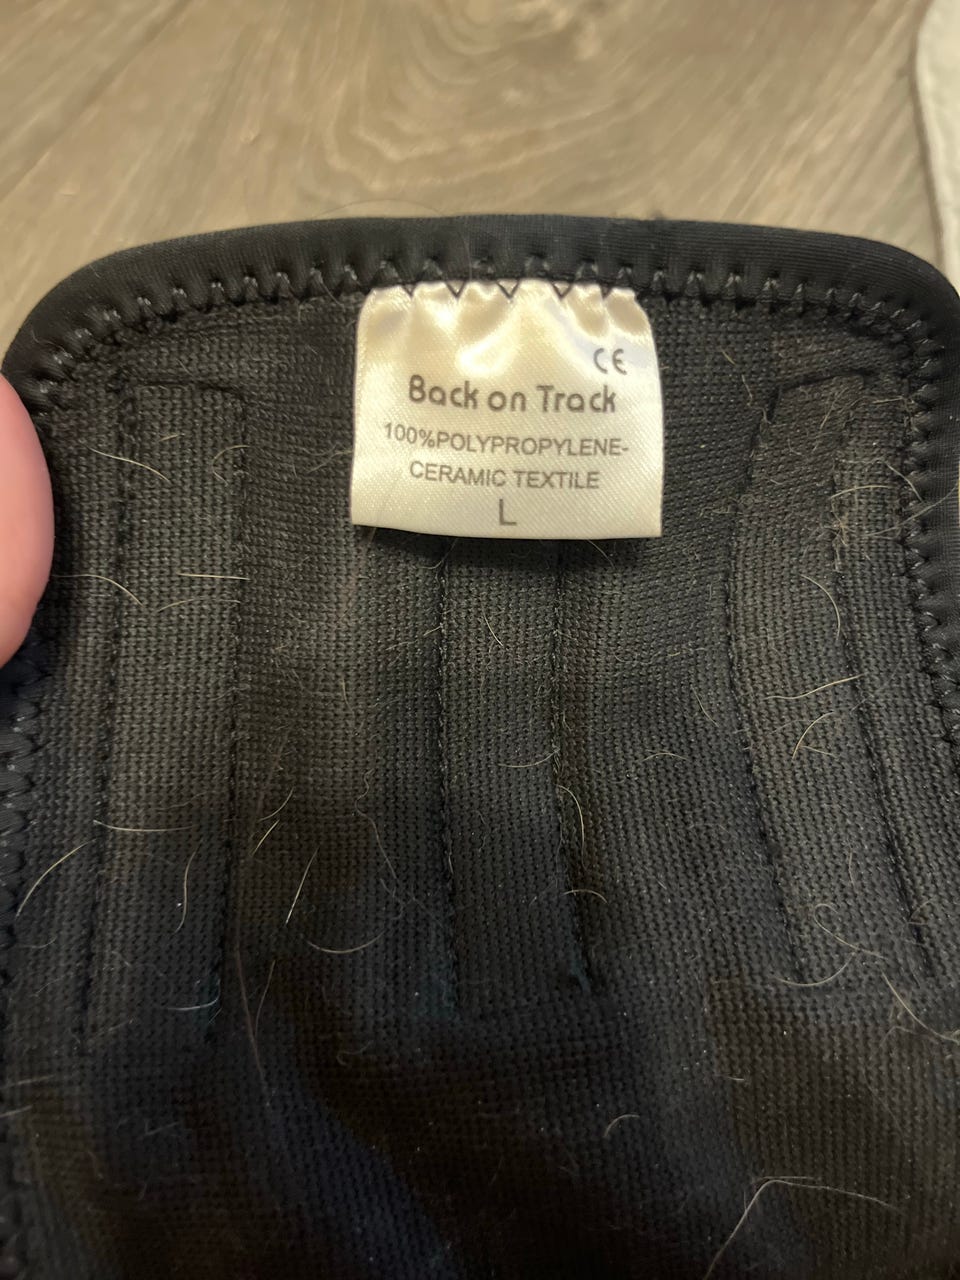 CE
Back on Track
100%POLYPROPYLENE-
CERAMIC TEXTILE
L